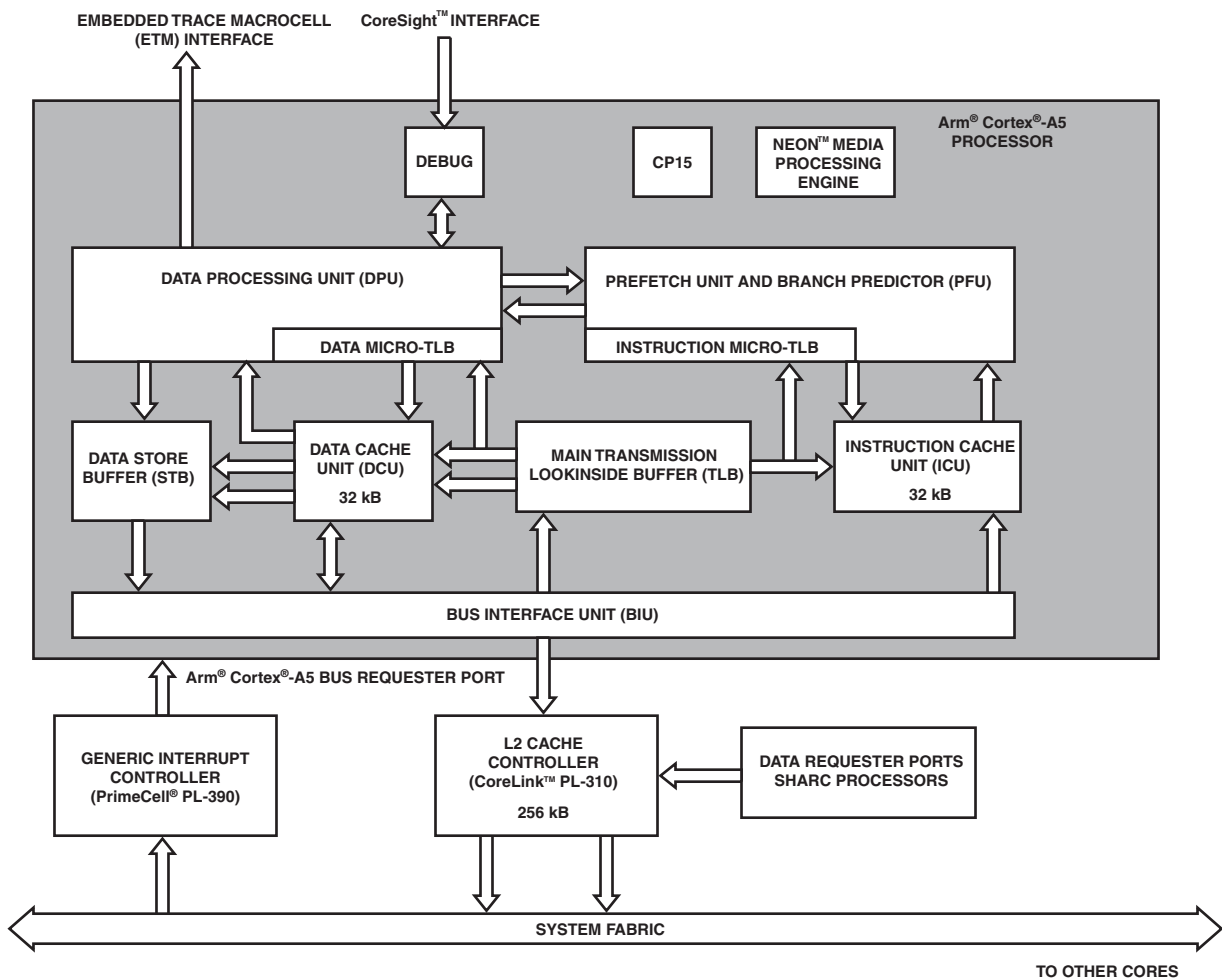 EMBEDDED TRACE MACROCELL
(ETM) INTERFACE
CoreSight™ INTERFACE
Arm® Cortex®-A5
PROCESSOR
DEBUG
CP15
NEON™ MEDIA
PROCESSING
ENGINE
DATA PROCESSING UNIT (DPU)
PREFETCH UNIT AND BRANCH PREDICTOR (PFU)
DATA MICRO-TLB
INSTRUCTION MICRO-TLB
DATA STORE
BUFFER (STB)
DATA CACHE
UNIT (DCU)
32 kB
MAIN TRANSMISSION
LOOKINSIDE BUFFER (TLB)
INSTRUCTION CACHE
UNIT (ICU)
32 kB
BUS INTERFACE UNIT (BIU)
Arm® Cortex®-A5 BUS REQUESTER PORT
GENERIC INTERRUPT
CONTROLLER
(PrimeCell® PL-390)
L2 CACHE
CONTROLLER
(CoreLink™ PL-310)
256 kB
DATA REQUESTER PORTS
SHARC PROCESSORS
SYSTEM FABRIC
TO OTHER CORES